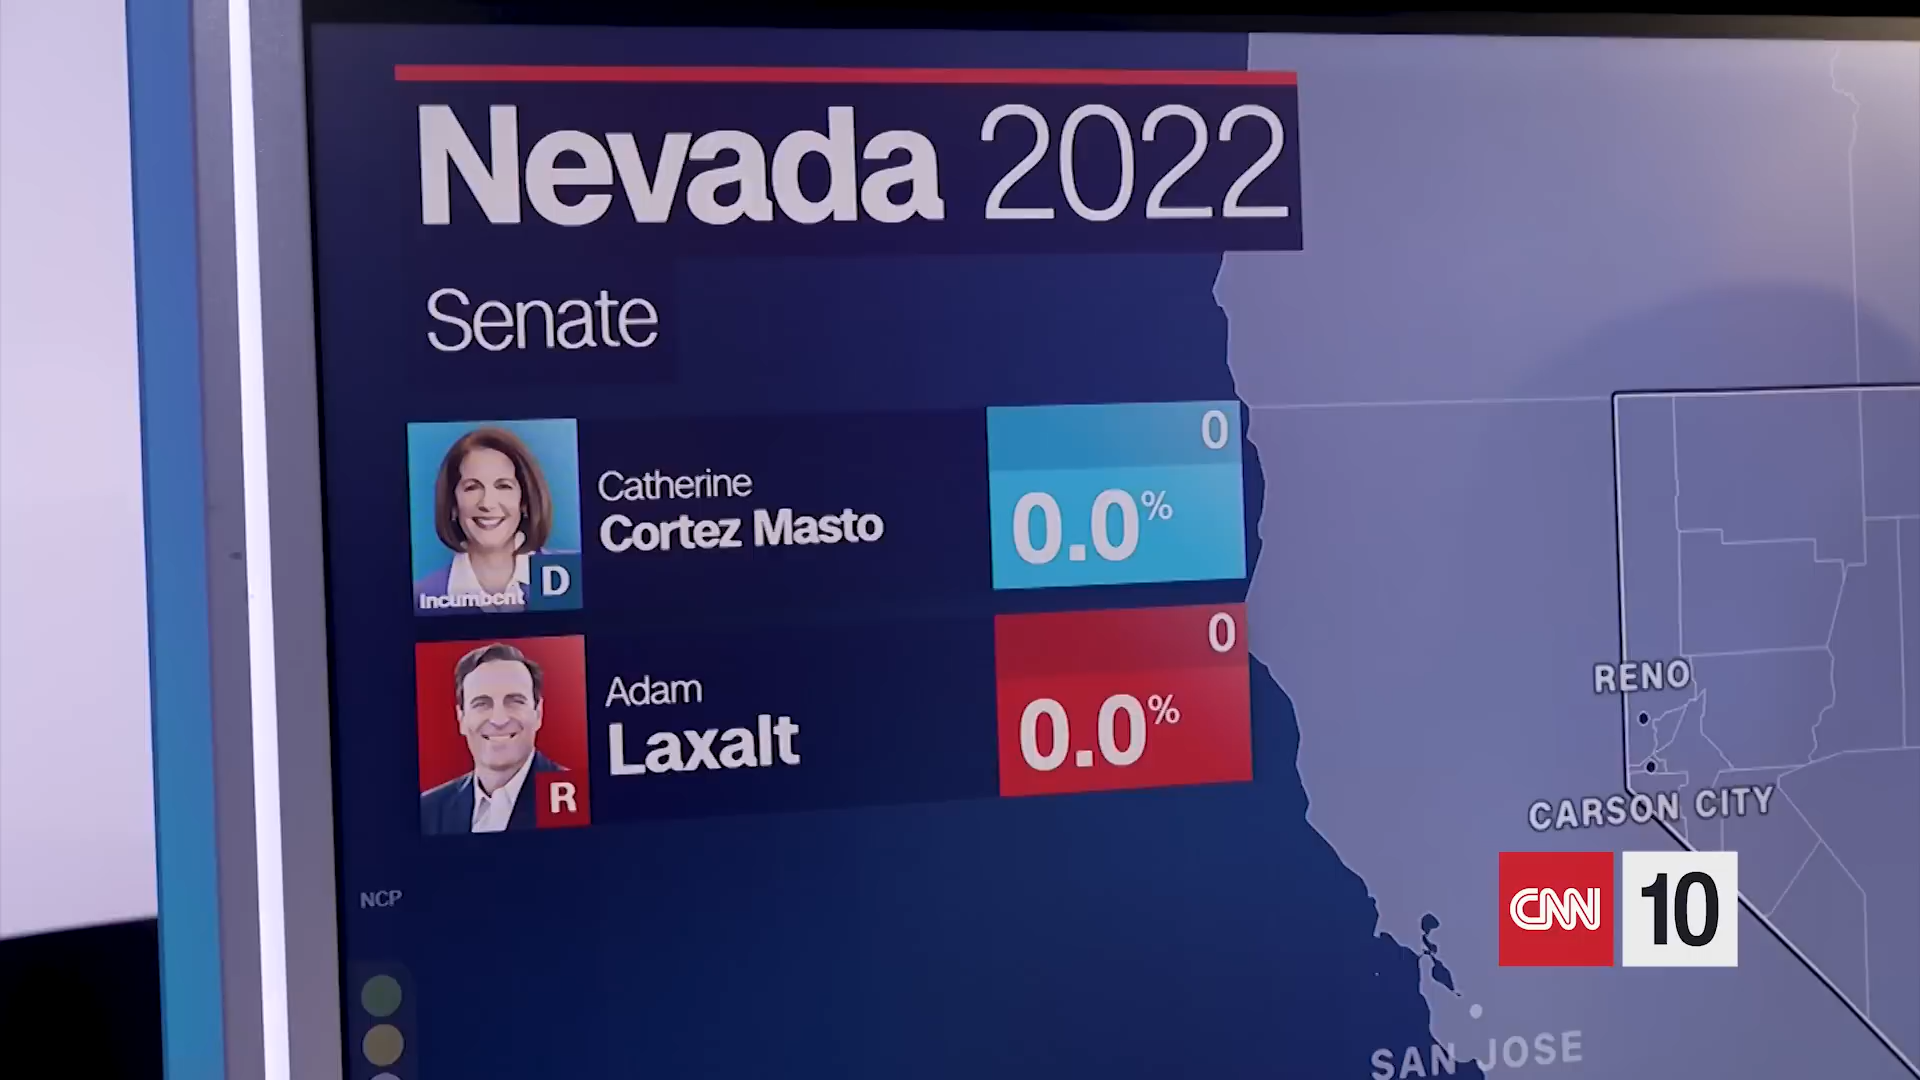 Nevada 2022
Senate
Catherine
Cortez Masto
Incumbent
D
0
0.0%
Adam
Laxalt
R
0
0.0%
NCP
RENO
CARSON CITY
SAN JOSE
CNN 10